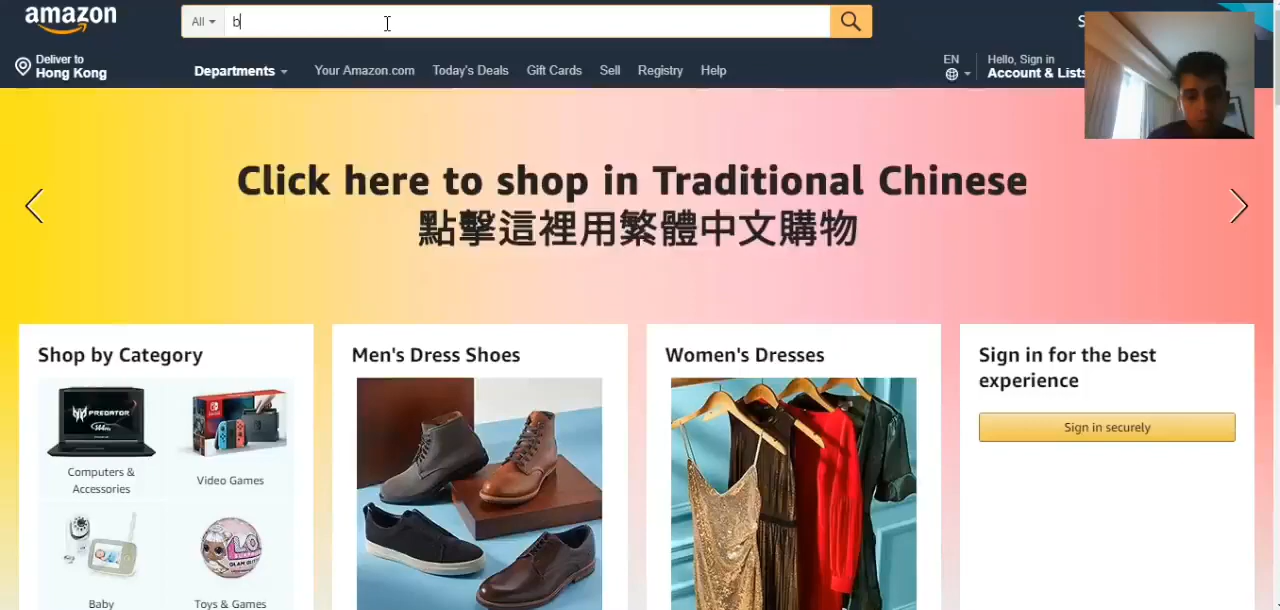 amazon
All
b
S
Deliver to
Hong Kong
Departments
Your Amazon.com
Today's Deals
Gift Cards
Sell
Registry
Help
EN
Hello, Sign in
Account & Lists
Click here to shop in Traditional Chinese
點擊這裡用繁體中文購物
Shop by Category
Men's Dress Shoes
Women's Dresses
Sign in for the best
experience
PREDATOR
144Hz
Sign in securely
Computers &
Accessories
Video Games
Baby
Toys & Games